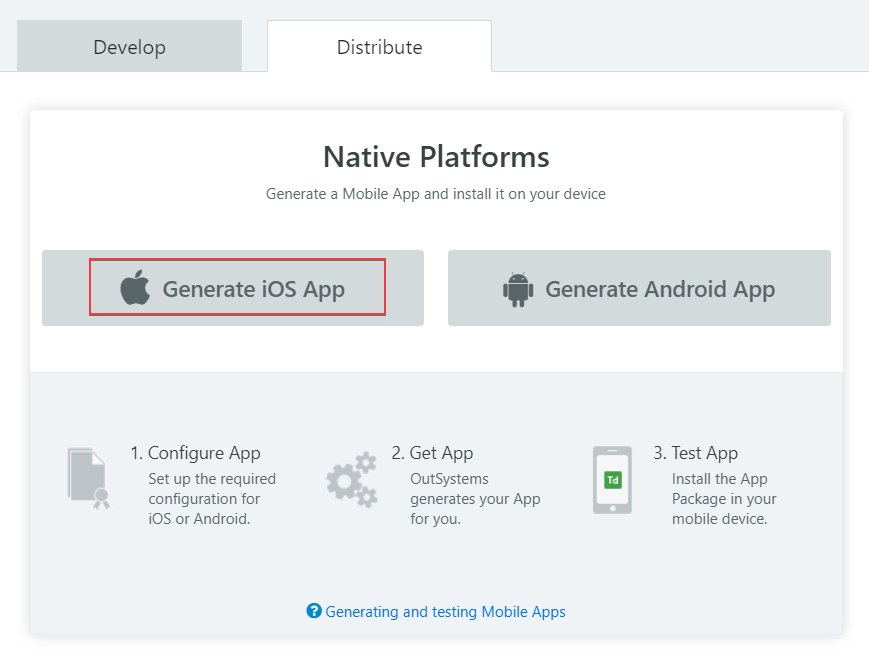 Develop
Distribute
Native Platforms
Generate a Mobile App and install it on your device
Generate iOS App
Generate Android App
1. Configure App
Set up the required
configuration for
iOS or Android.
2. Get App
OutSystems
generates your App
for you.
Td
3. Test App
Install the App
Package in your
mobile device.
? Generating and testing Mobile Apps